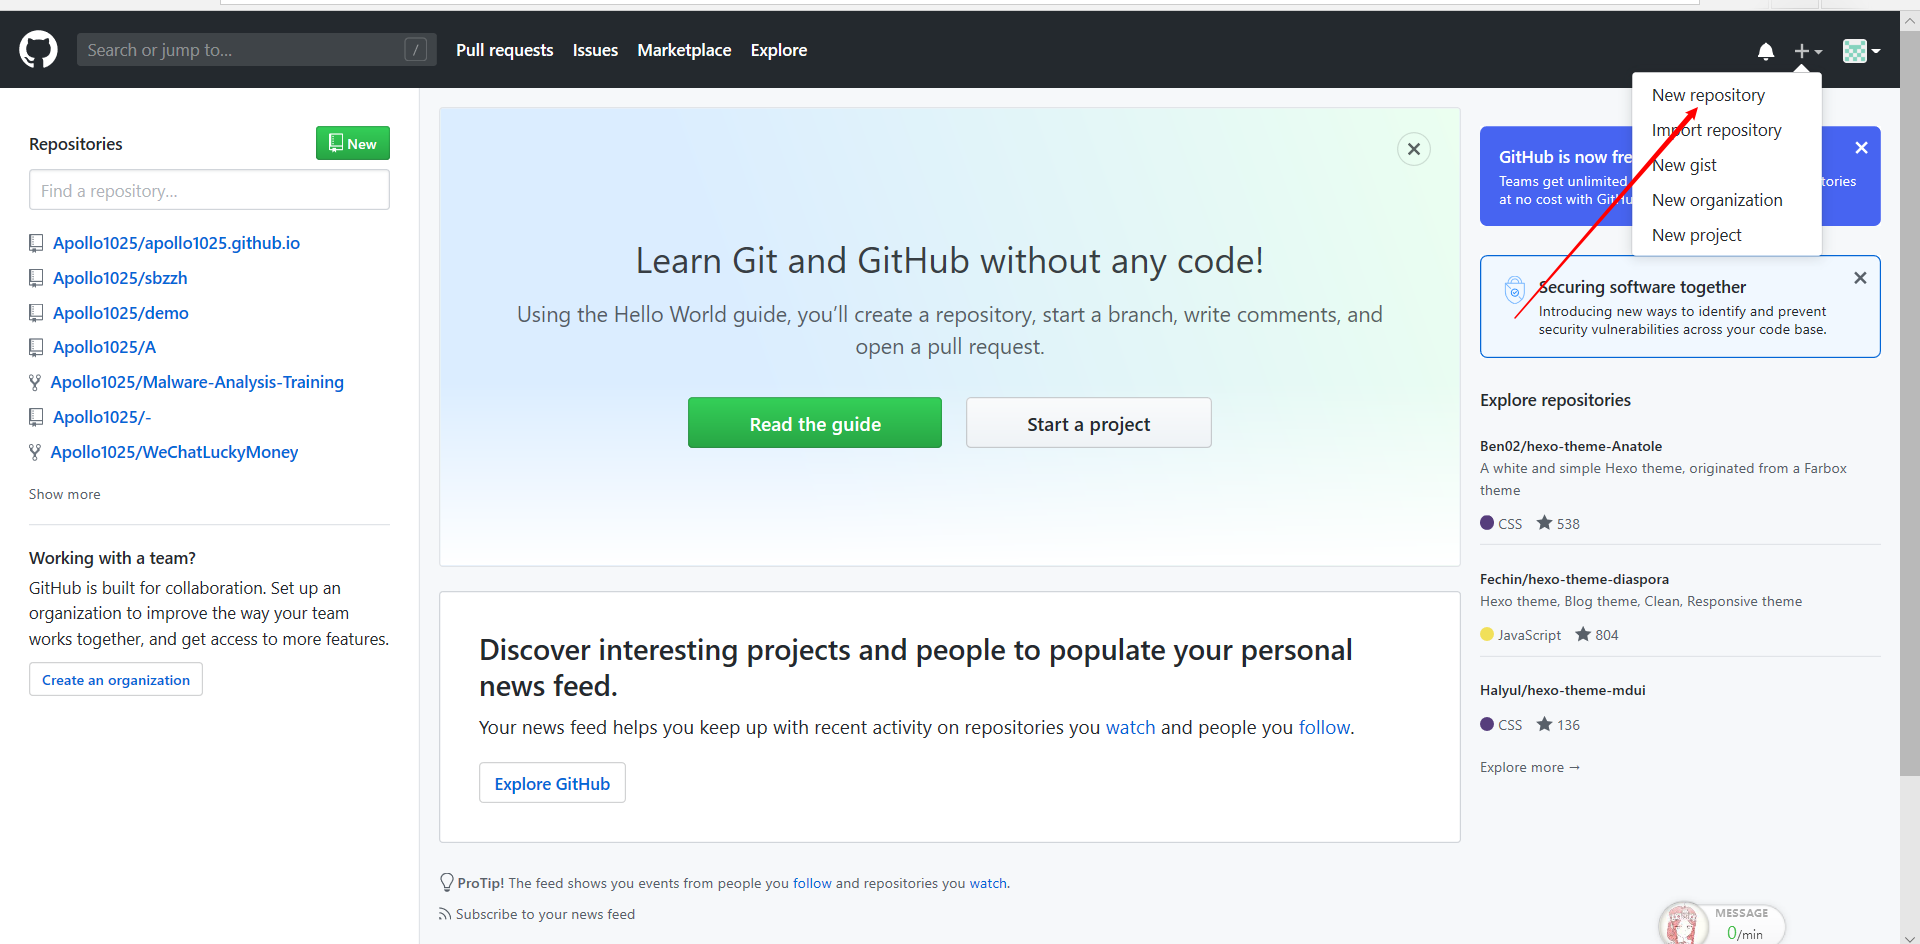 Search or jump to...
/
Pull requests
Issues
Marketplace
Explore
New repository
Import repository
New gist
New organization
New project
Repositories
New
Find a repository...
Apollo1025/apollo1025.github.io
Apollo1025/sbzzh
Apollo1025/demo
Apollo1025/A
Apollo1025/Malware-Analysis-Training
Apollo1025/-
Apollo1025/WeChatLuckyMoney
Show more
Working with a team?
GitHub is built for collaboration. Set up an
organization to improve the way your team
works together, and get access to more features.
Create an organization
Learn Git and GitHub without any code!
Using the Hello World guide, you’ll create a repository, start a branch, write comments, and
open a pull request.
Read the guide
Start a project
Discover interesting projects and people to populate your personal
news feed.
Your news feed helps you keep up with recent activity on repositories you watch and people you follow.
Explore GitHub
ProTip! The feed shows you events from people you follow and repositories you watch.
Subscribe to your news feed
GitHub is now fre
Teams get unlimited tories
at no cost with GitHu
Securing software together
Introducing new ways to identify and prevent
security vulnerabilities across your code base.
Explore repositories
Ben02/hexo-theme-Anatole
A white and simple Hexo theme, originated from a Farbox
theme
CSS 538
Fechin/hexo-theme-diaspora
Hexo theme, Blog theme, Clean, Responsive theme
JavaScript 804
Halyul/hexo-theme-mdui
CSS 136
Explore more →
MESSAGE
0/min